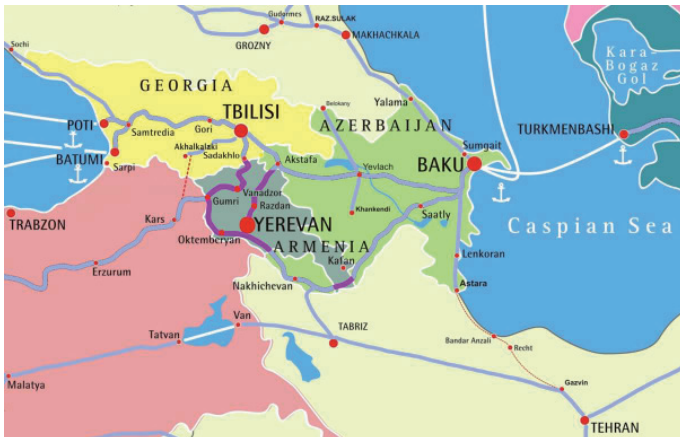 Sochi
Gudurmes
RAZ.SULAK
GROZNY
MAKHACHKALA
Kara-
Bogaz
Gol
GEORGIA
Belokany
Yalama
POTI
Samtredia
Gori
TBILISI
AZERBAIJAN
TURKMENBASHI
Akhalkalzki
Sadakhlo
Sumgait
BATUMI
Sarpi
Akstafa
Yevlach
BAKU
Vanadzor
Gumri
Razdan
Khankendi
Saatly
TRABZON
Kars
YEREVAN
Caspian Sea
Oktemberyan
ARMENIA
Kafan
Lenkoran
Erzurum
Nakhichevan
Astara
Van
Tatvan
TABRIZ
Bandar Anzali
Recht
Malatya
Gazvin
TEHRAN